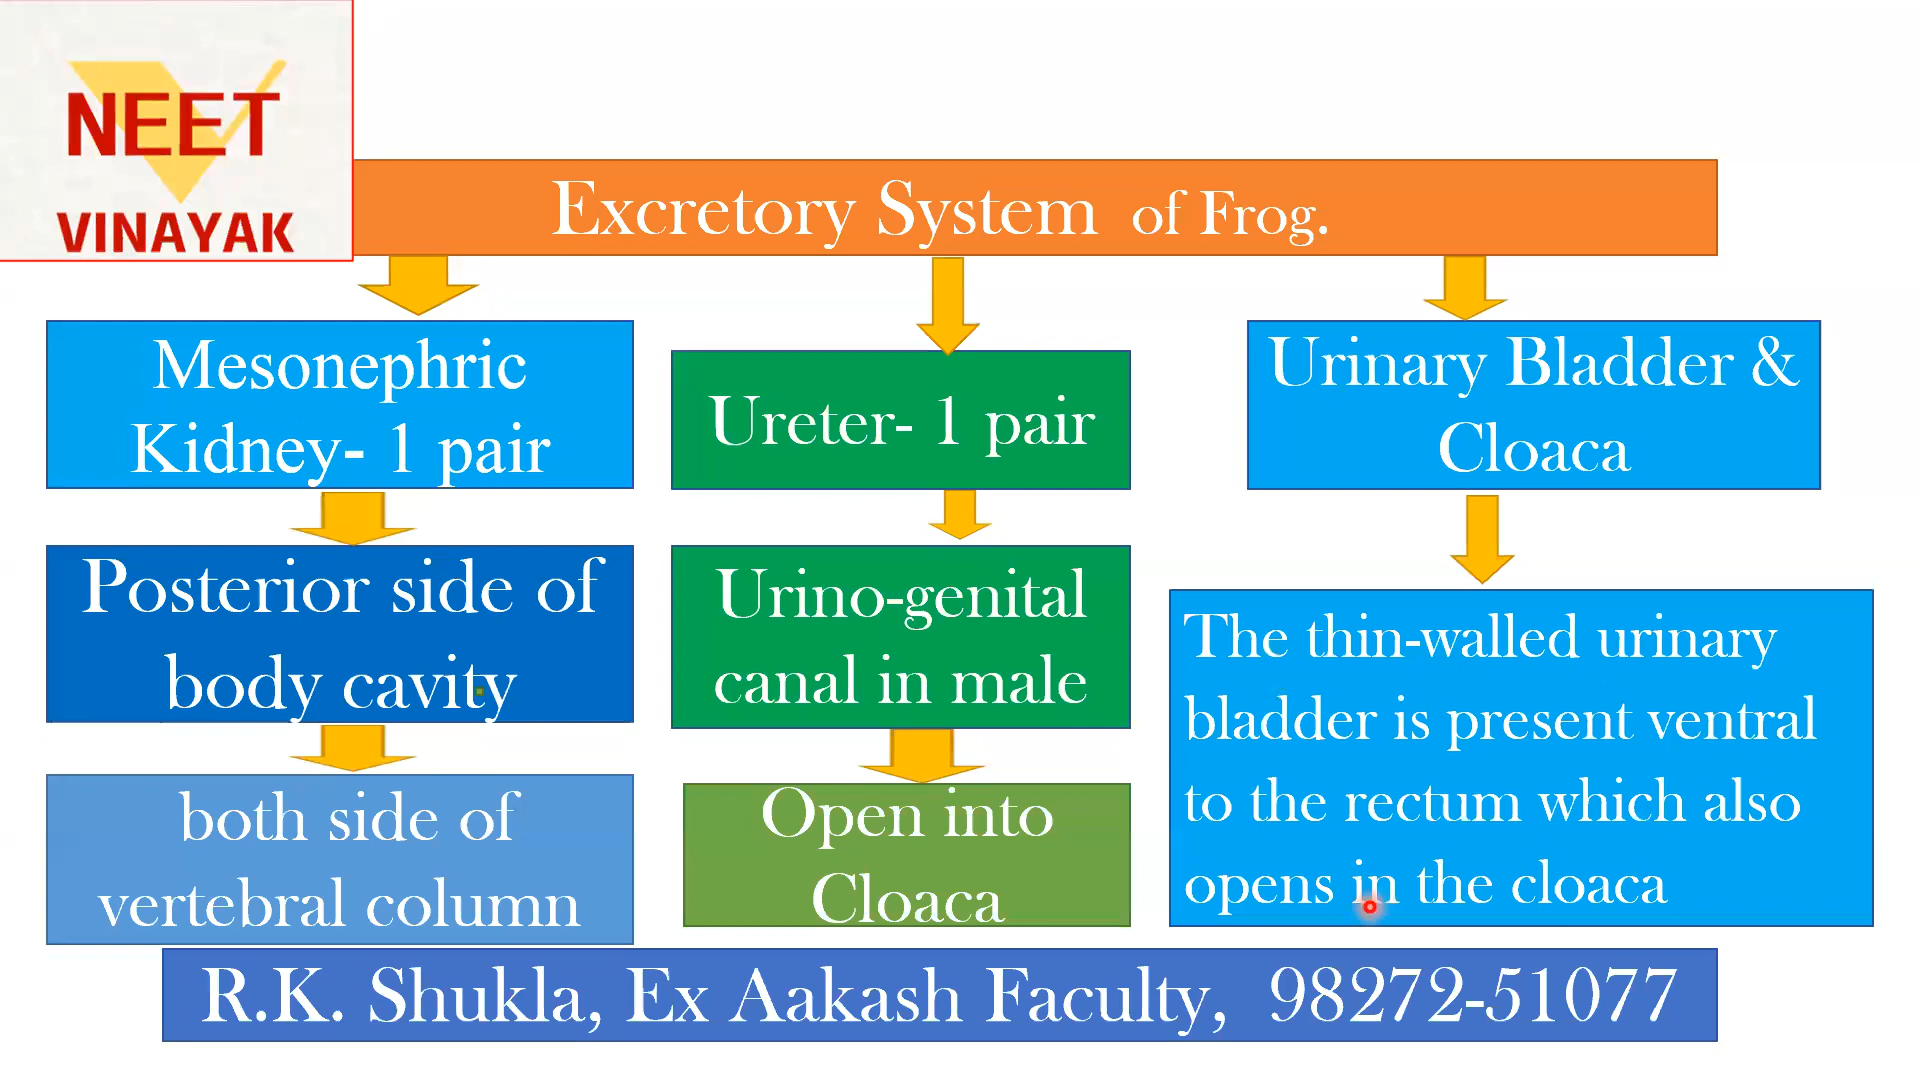 NEET
VINAYAK
Excretory System of Frog.
Mesonephric
Kidney- 1 pair
Posterior side of
body cavity
both side of
vertebral column
Ureter- 1 pair
Urino-genital
canal in male
Open into
Cloaca
Urinary Bladder &
Cloaca
The thin-walled urinary
bladder is present ventral
to the rectum which also
opens in the cloaca
R.K. Shukla, Ex Aakash Faculty, 98272-51077